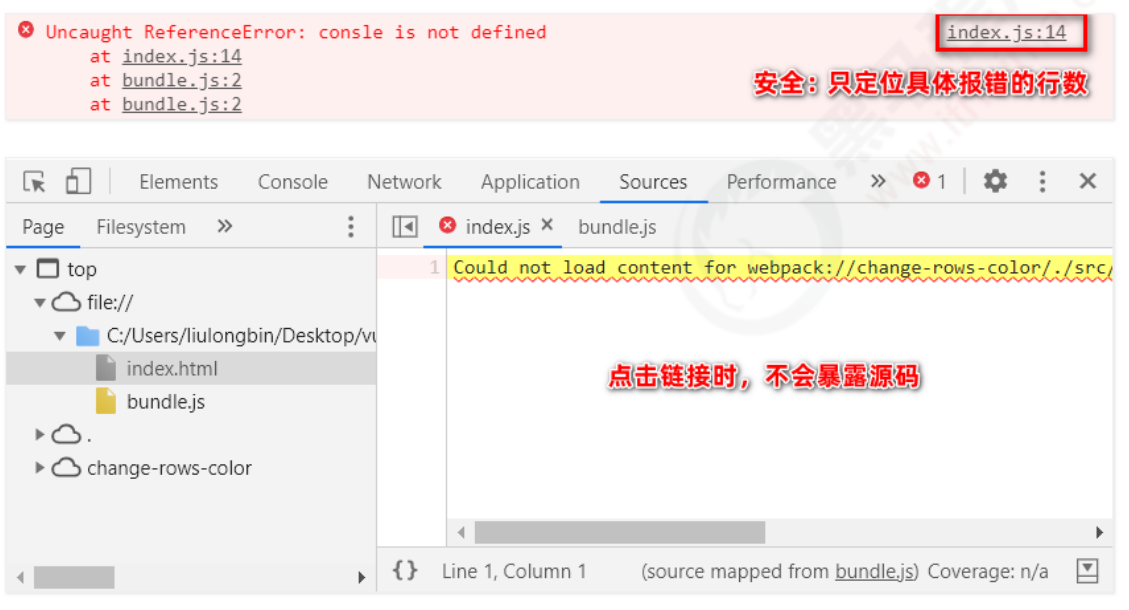 Uncaught ReferenceError: consle is not defined index.js:14
at index.js:14
at bundle.js:2
at bundle.js:2
安全：只定位具体报错的行数
Elements Console Network Application Sources Performance 1
Page Filesystem index.js bundle.js
top
1 Could not load content for webpack://change-rows-color/./src/
file://
C:/Users/liulongbin/Desktop/vu
index.html
点击链接时，不会暴露源码
bundle.js
.
change-rows-color
{} Line 1, Column 1 (source mapped from bundle.js) Coverage: n/a